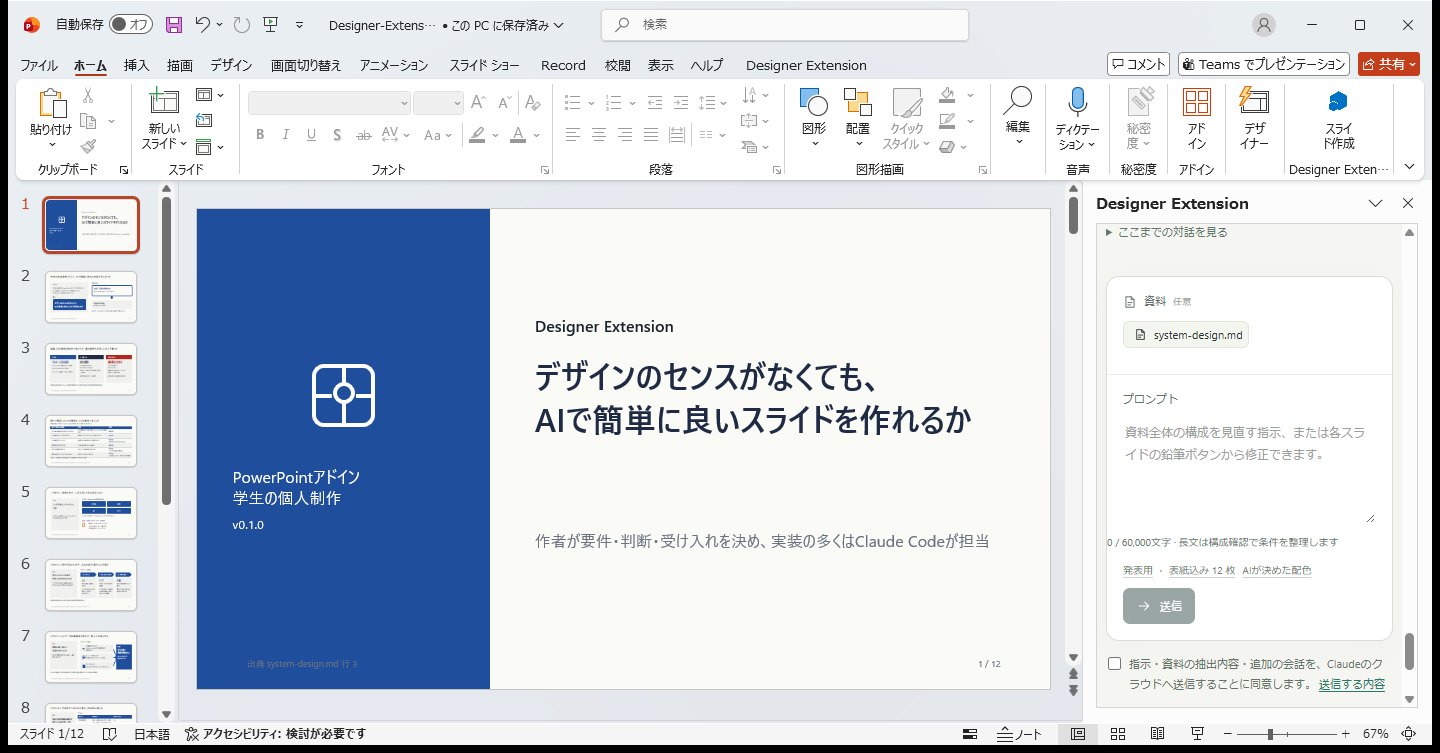 自動保存 オフ
Designer-Extens… • この PC に保存済み
検索
ファイル ホーム 挿入 描画 デザイン 画面切り替え アニメーション スライド ショー Record 校閲 表示 ヘルプ Designer Extension
コメント Teams でプレゼンテーション 共有
貼り付け
クリップボード
新しい
スライド
スライド
B I U S ab AV Aa A
フォント
段落
図形 配置 クイック
スタイル
図形描画
編集
ディクテー
ション
音声
秘密
度
秘密度
アド
イン
アドイン
デザ
イナー
スライ
ド作成
Designer Exten…
1
2
3
4
5
6
7
8
Designer Extension
デザインのセンスがなくても、
AIで簡単に良いスライドを作れるか
PowerPointアドイン
学生の個人制作
v0.1.0
作者が要件・判断・受け入れを決め、実装の多くはClaude Codeが担当
出典 system-design.md 行 3
1 / 12
Designer Extension
ここまでの対話を見る
資料 任意
system-design.md
プロンプト
資料全体の構成を見直す指示、または各スラ
イドの鉛筆ボタンから修正できます。
0 / 60,000文字 · 長文は構成確認で条件を整理します
発表用 · 表紙込み 12 枚 AIが決めた配色
→ 送信
指示・資料の抽出内容・追加の会話を、Claudeのク
ラウドへ送信することに同意します。 送信する内容
スライド 1/12 日本語 アクセシビリティ: 検討が必要です
ノート
67%